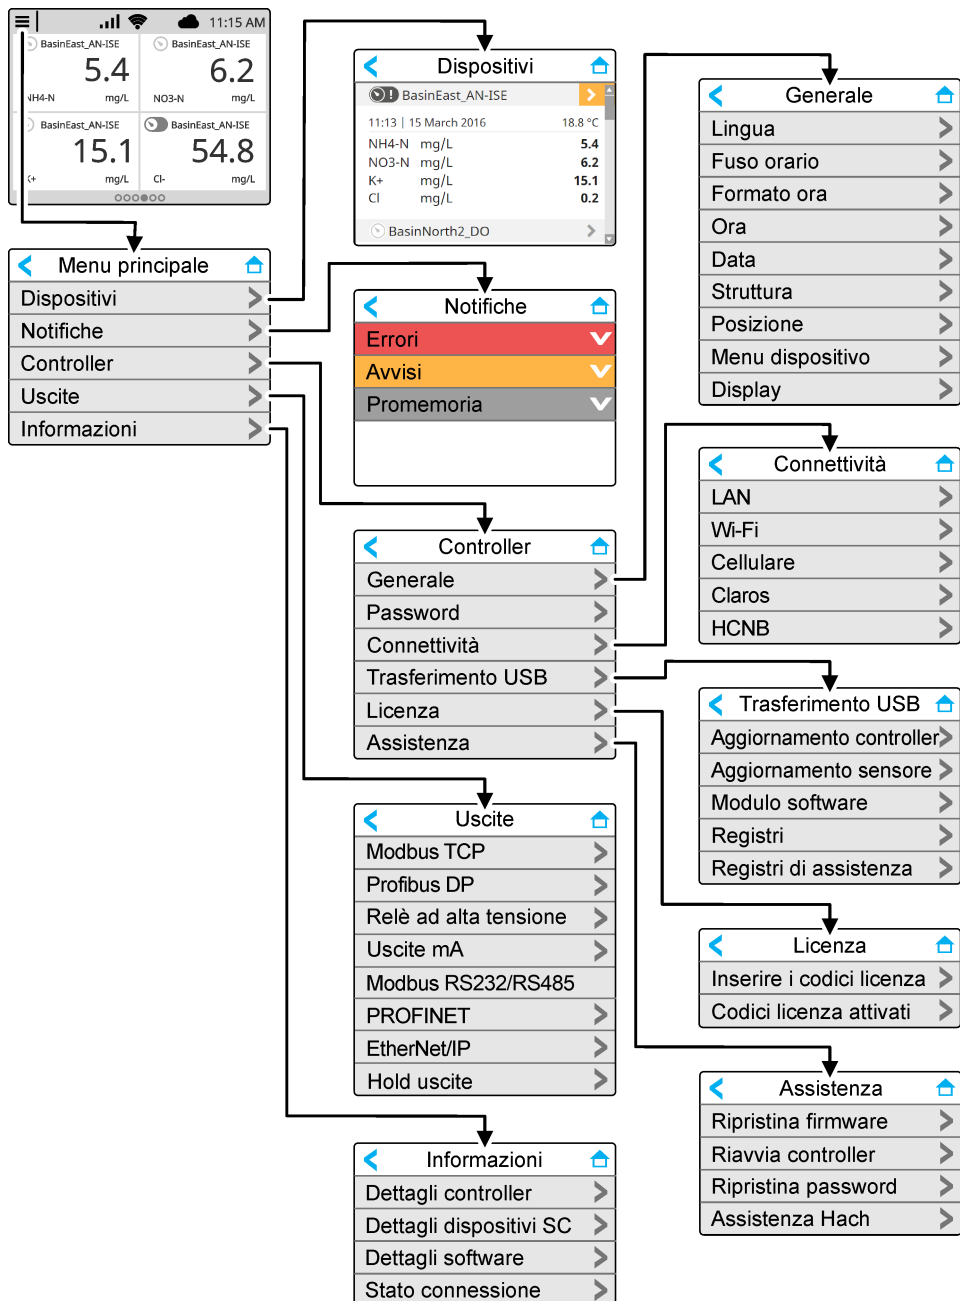 11:15 AM
BasinEast_AN-ISE
BasinEast_AN-ISE
5.4
6.2
NH4-N mg/L
NO3-N mg/L
BasinEast_AN-ISE
BasinEast_AN-ISE
15.1
54.8
K+ mg/L
Cl- mg/L
Menu principale
Dispositivi
Notifiche
Controller
Uscite
Informazioni
Dispositivi
BasinEast_AN-ISE
11:13 | 15 March 2016 18.8 °C
NH4-N mg/L 5.4
NO3-N mg/L 6.2
K+ mg/L 15.1
Cl mg/L 0.2
BasinNorth2_DO
Notifiche
Errori
Avvisi
Promemoria
Controller
Generale
Password
Connettività
Trasferimento USB
Licenza
Assistenza
Uscite
Modbus TCP
Profibus DP
Relè ad alta tensione
Uscite mA
Modbus RS232/RS485
PROFINET
EtherNet/IP
Hold uscite
Informazioni
Dettagli controller
Dettagli dispositivi SC
Dettagli software
Stato connessione
Generale
Lingua
Fuso orario
Formato ora
Ora
Data
Struttura
Posizione
Menu dispositivo
Display
Connettività
LAN
Wi-Fi
Cellulare
Claros
HCNB
Trasferimento USB
Aggiornamento controller
Aggiornamento sensore
Modulo software
Registri
Registri di assistenza
Licenza
Inserire i codici licenza
Codici licenza attivati
Assistenza
Ripristina firmware
Riavvia controller
Ripristina password
Assistenza Hach